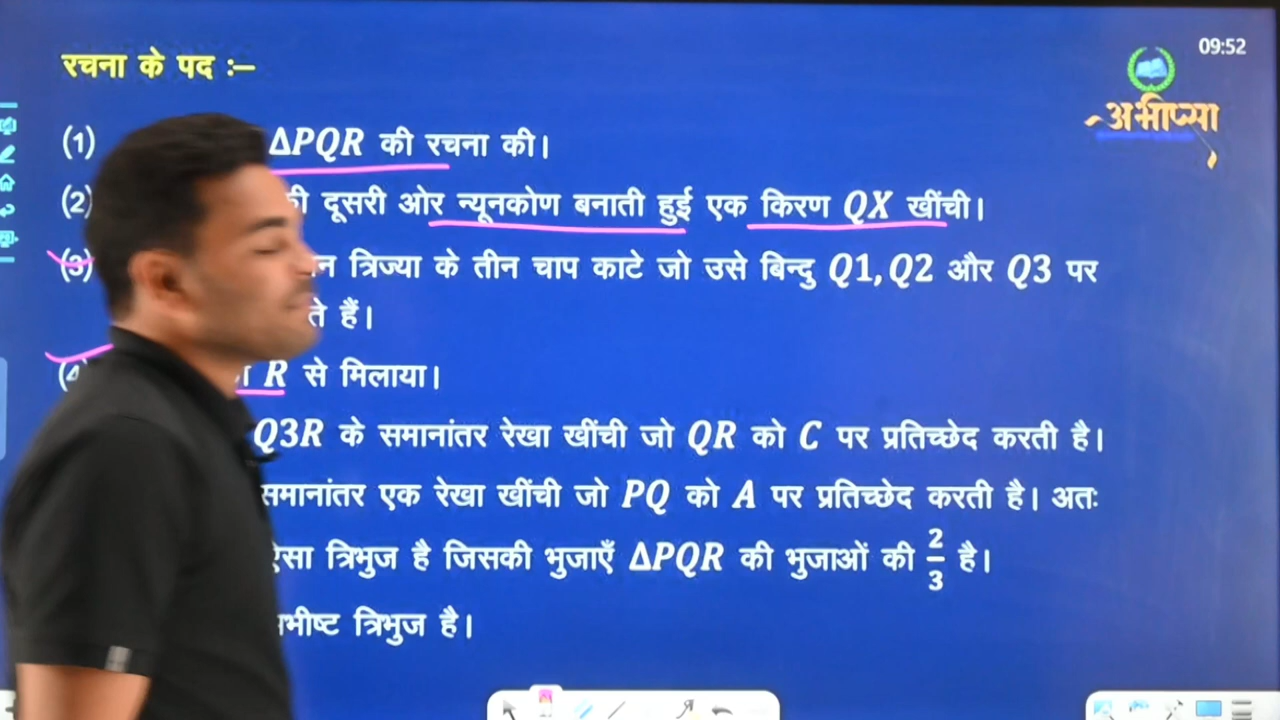 09:52
रचना के पद :–
अभीप्सा
(1) ΔPQR की रचना की।
(2) दूसरी ओर न्यूनकोण बनाती हुई एक किरण QX खींची।
(3) त्रिज्या के तीन चाप काटे जो उसे बिन्दु Q1, Q2 और Q3 पर
हैं।
(4) R से मिलाया।
Q3R के समानांतर रेखा खींची जो QR को C पर प्रतिच्छेद करती है।
समानांतर एक रेखा खींची जो PQ को A पर प्रतिच्छेद करती है। अतः
त्रिभुज है जिसकी भुजाएँ ΔPQR की भुजाओं की 2/3 है।
त्रिभुज है।